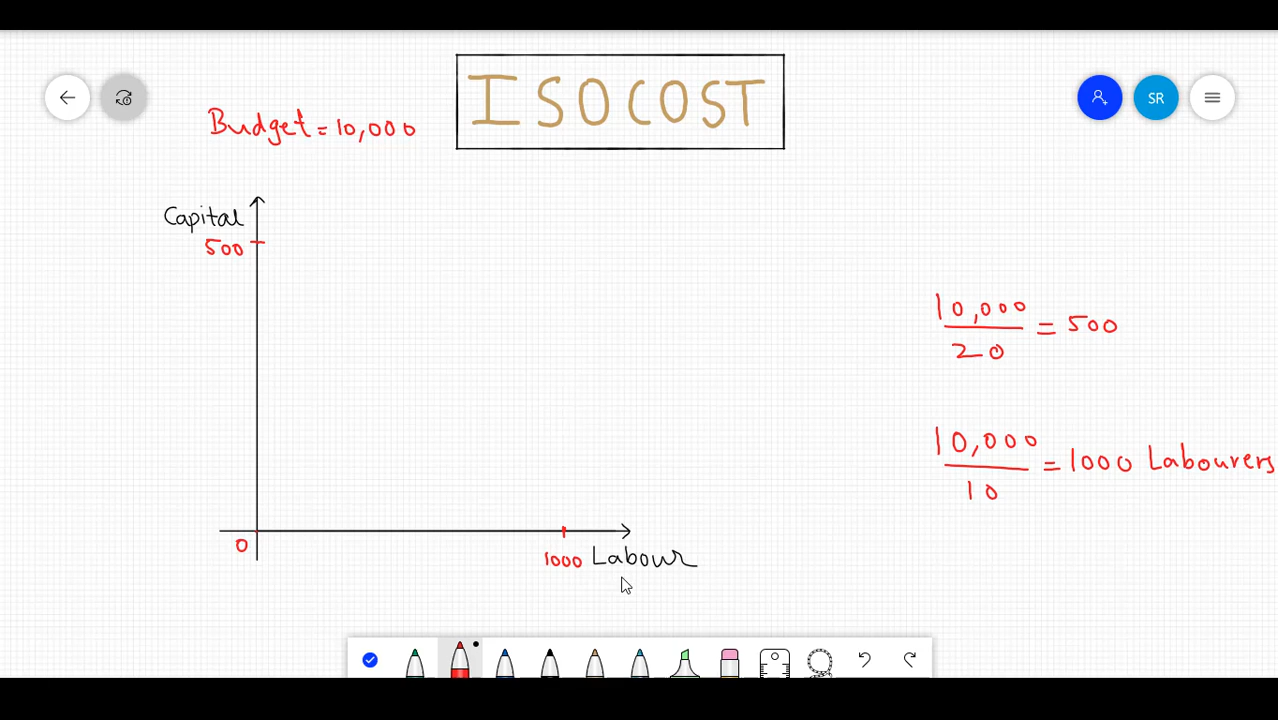 ISOCOST
Budget = 10,000
SR
Capital
500
10,000
20
= 500
10,000
10
= 1000 Labourers
0
1000 Labour